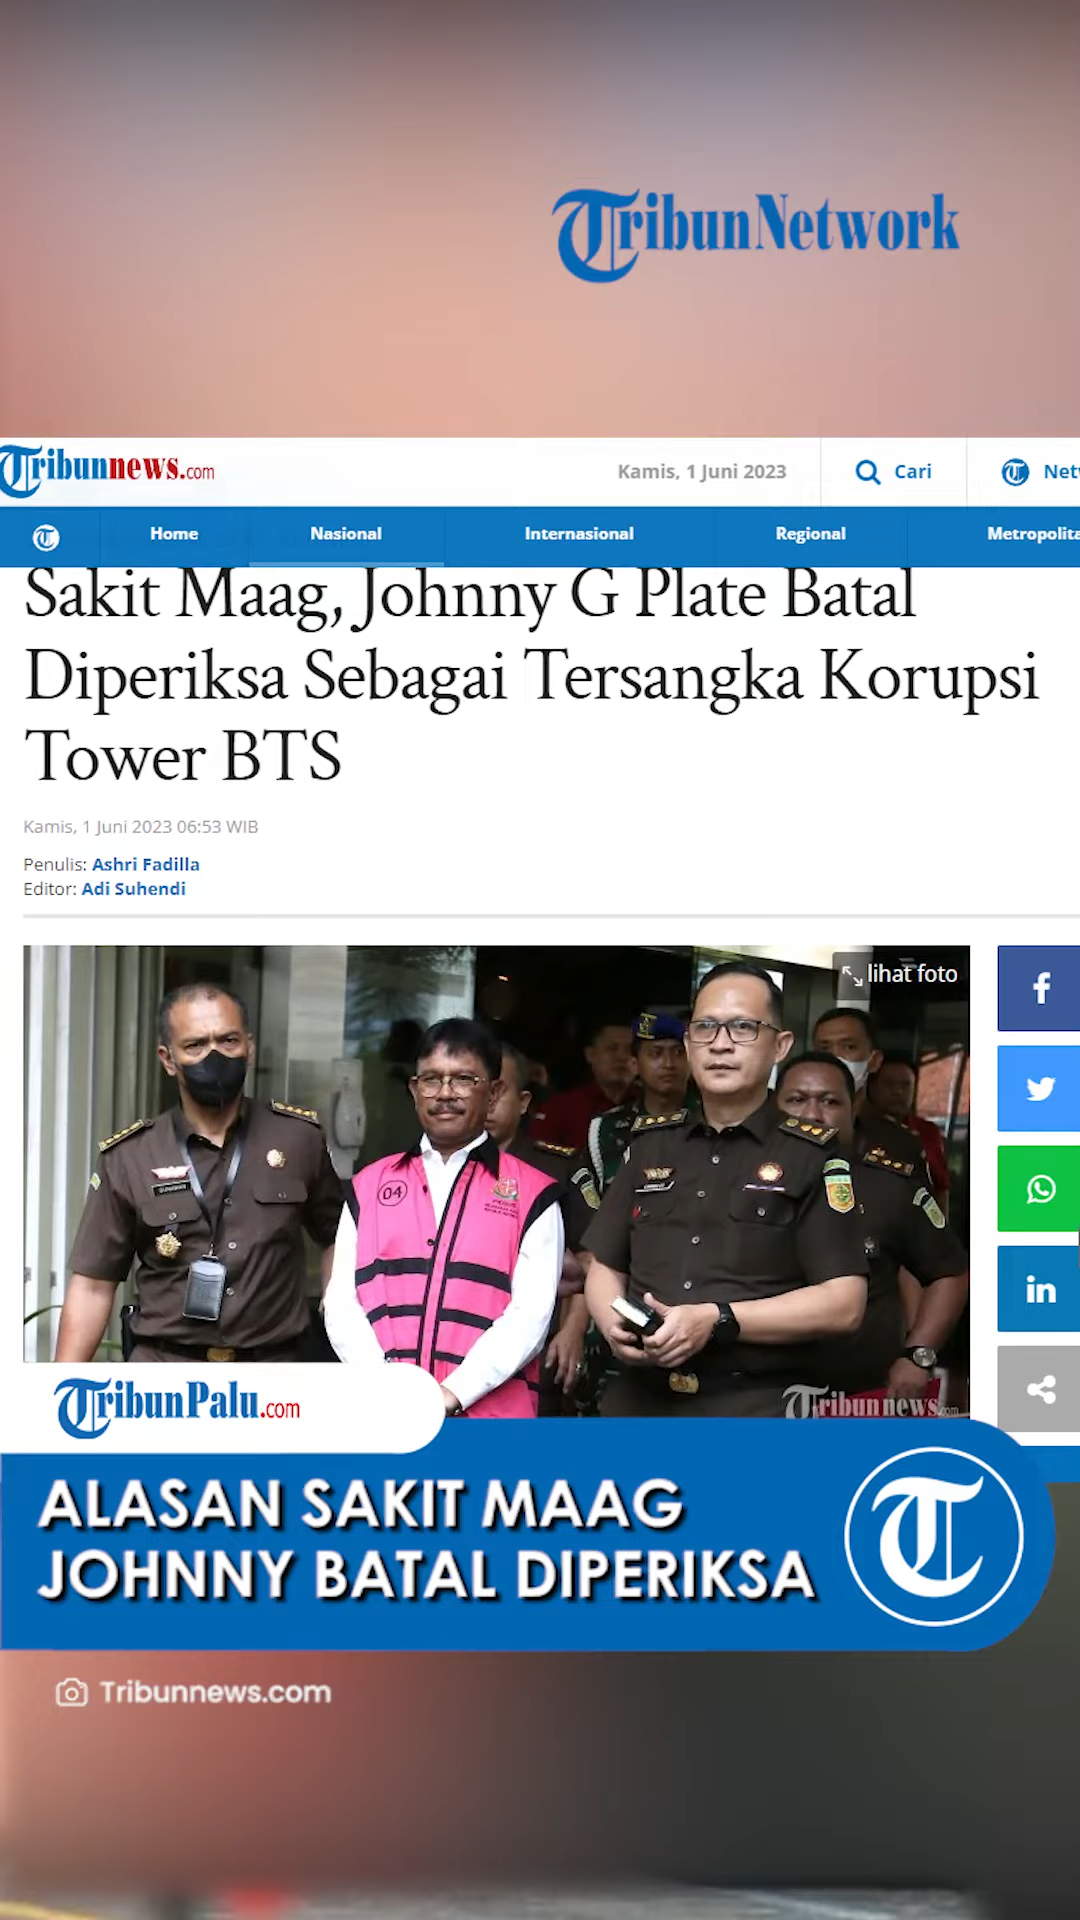 TribunNetwork
Tribunnews.com
Kamis, 1 Juni 2023
Cari
Net
Home
Nasional
Internasional
Regional
Metropolita
Sakit Maag, Johnny G Plate Batal
Diperiksa Sebagai Tersangka Korupsi
Tower BTS
Kamis, 1 Juni 2023 06:53 WIB
Penulis: Ashri Fadilla
Editor: Adi Suhendi
lihat foto
04
Tribunnews.com
TribunPalu.com
ALASAN SAKIT MAAG
JOHNNY BATAL DIPERIKSA
Tribunnews.com